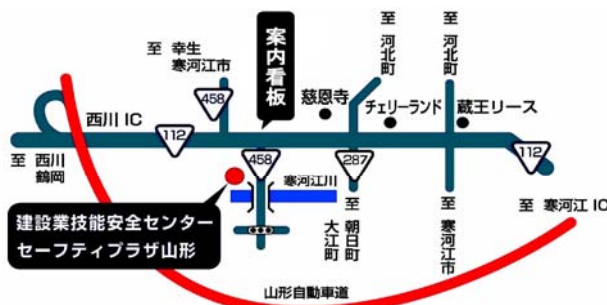 至 幸生
寒河江市
458
案内看板
慈恩寺
至 河北町
チェリーランド
至 河北町
蔵王リース
西川 IC
112
458
287
112
至 西川
鶴岡
寒河江川
建設業技能安全センター
セーフティプラザ山形
至 朝日町
大江町
至 寒河江市
至 寒河江 IC
山形自動車道